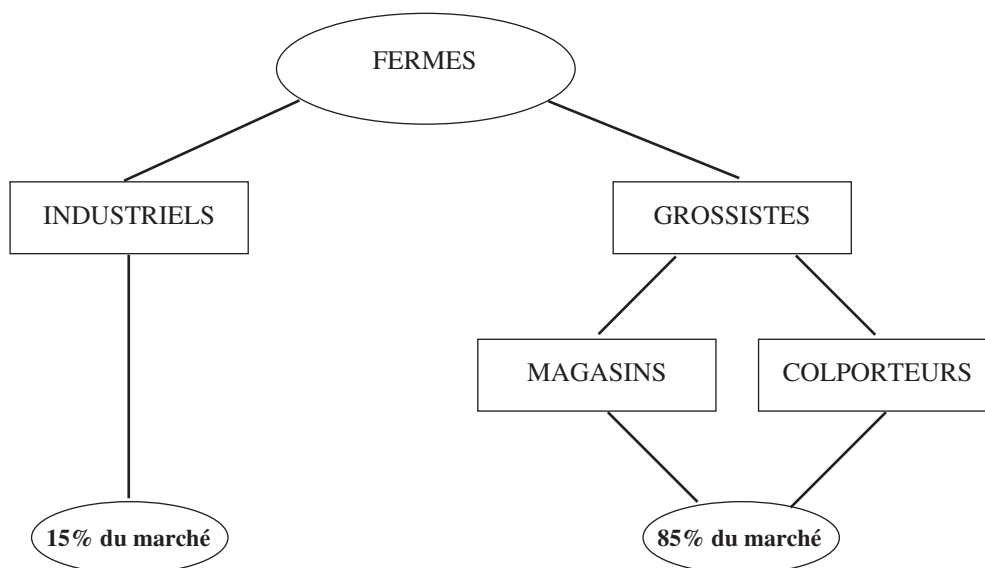 FERMES
INDUSTRIELS
GROSSISTES
MAGASINS
COLPORTEURS
15% du marché
85% du marché